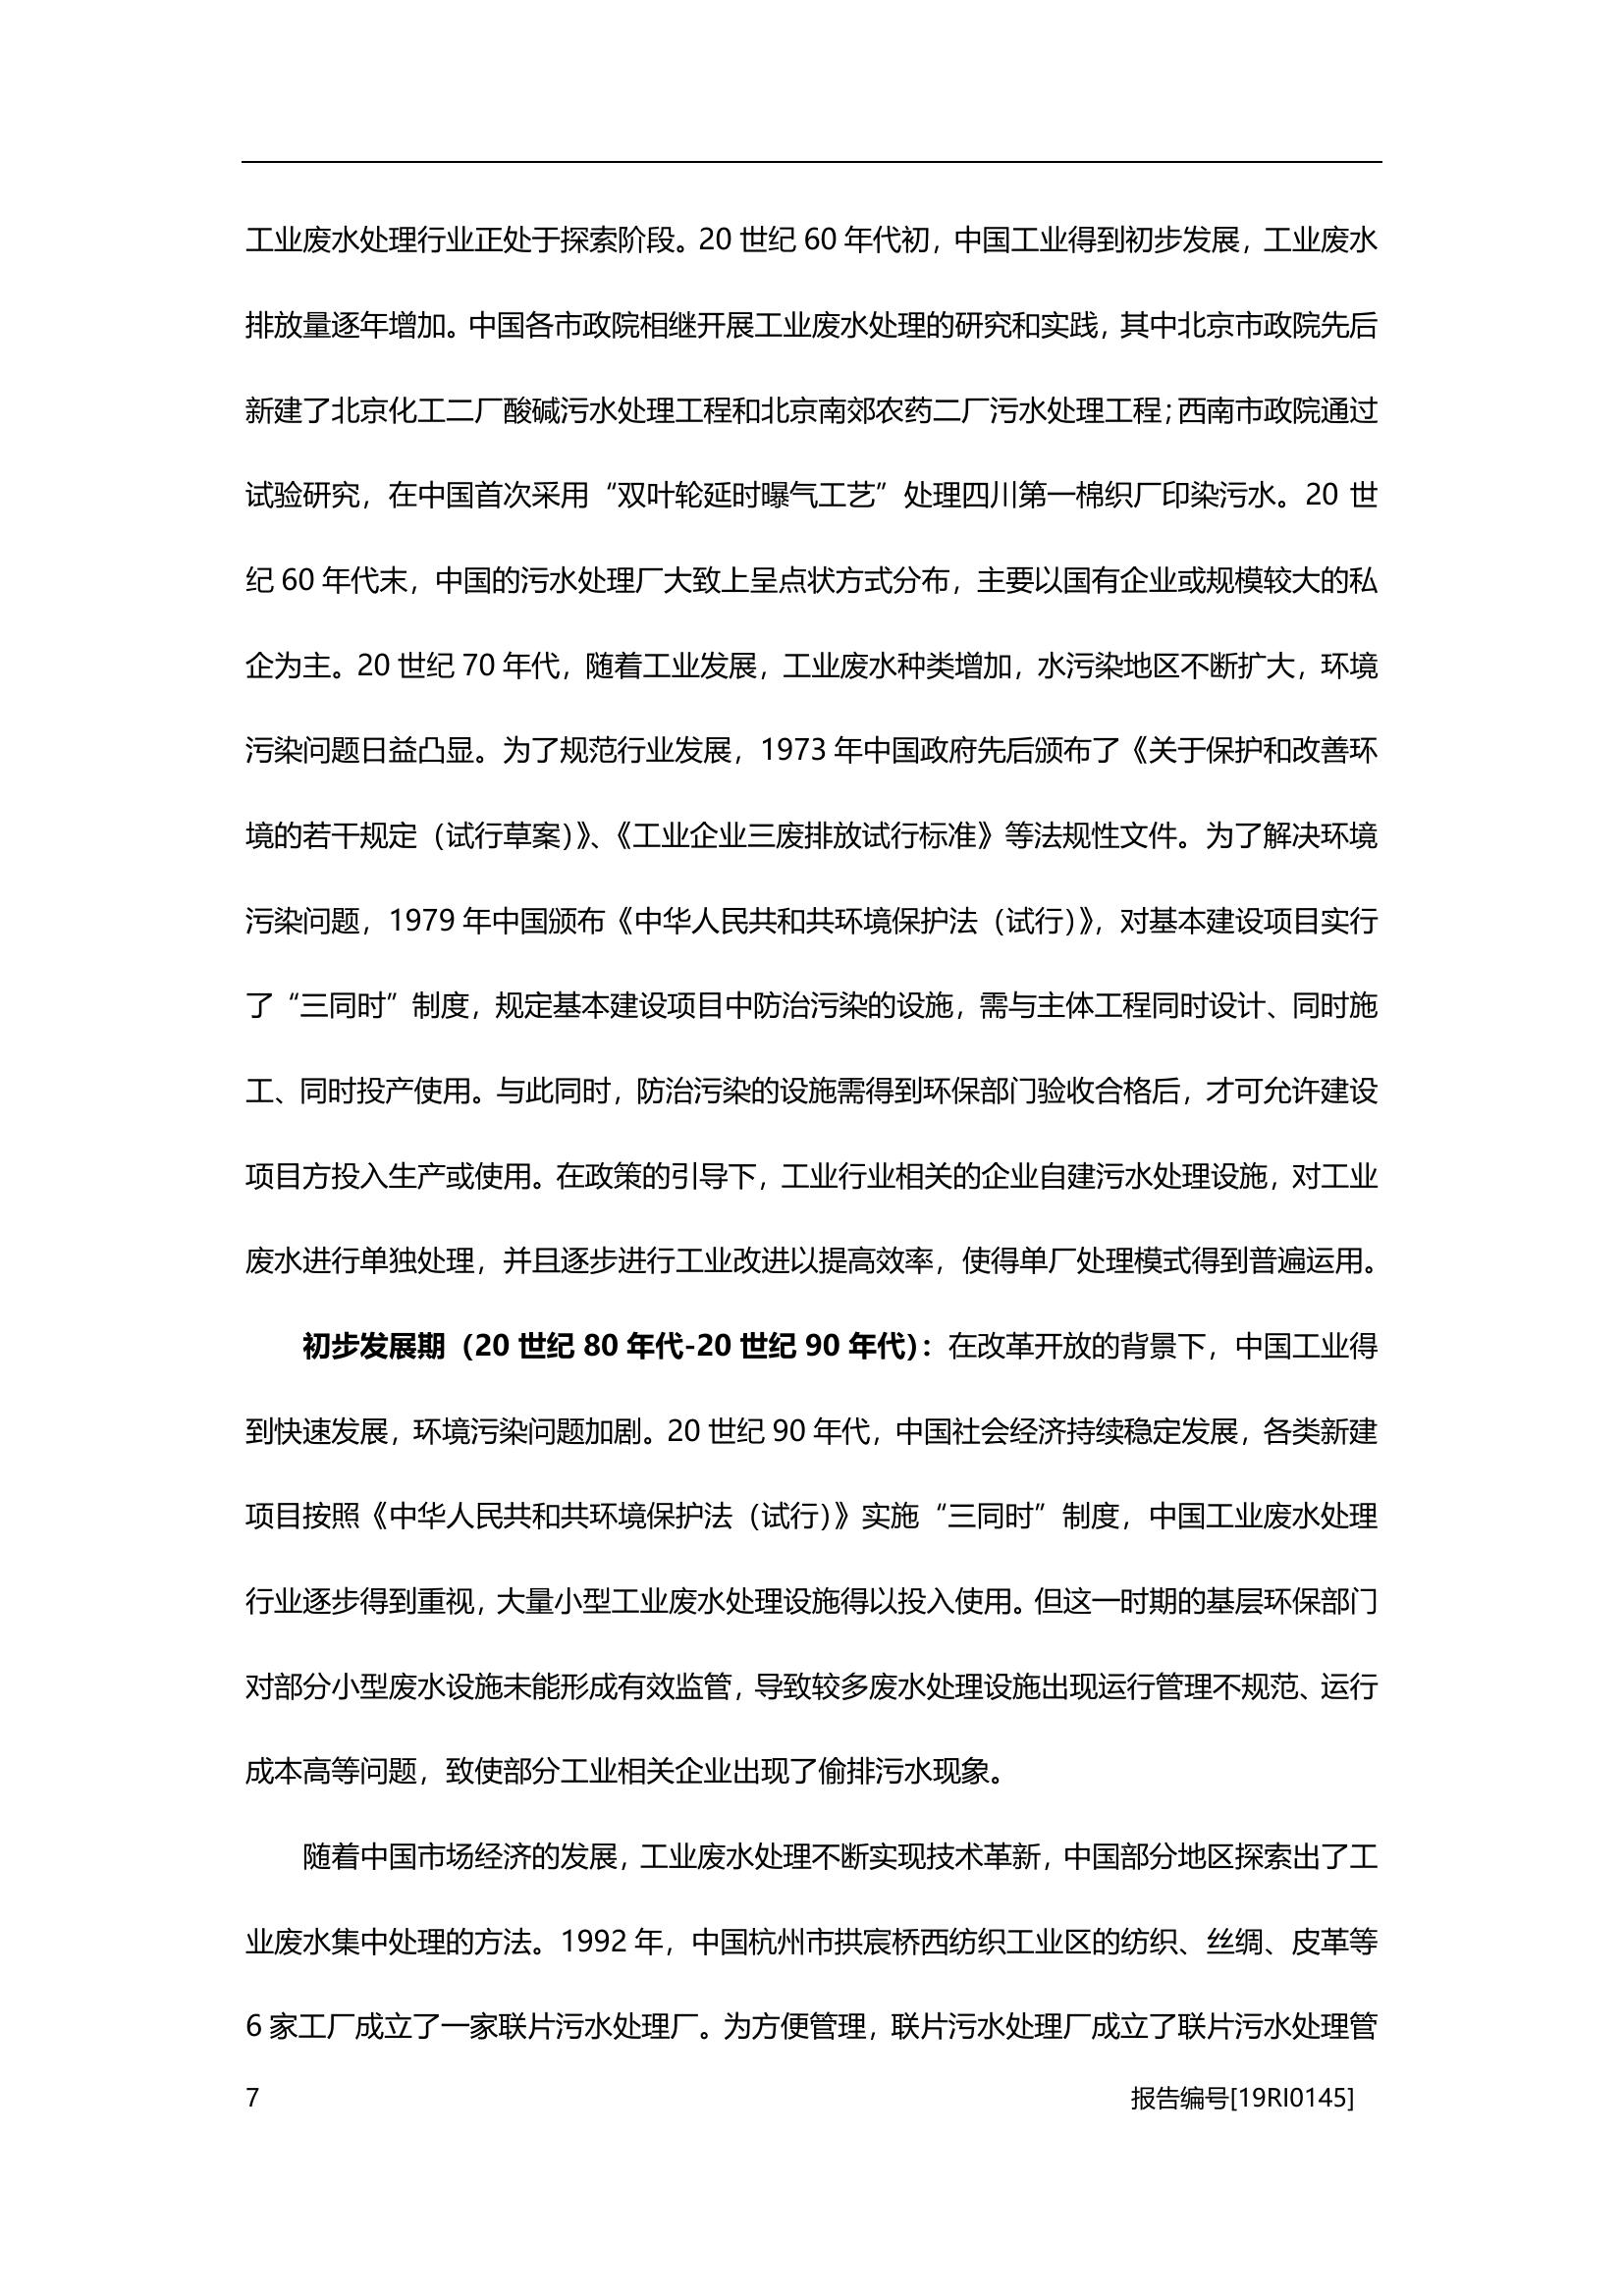 工业废水处理行业正处于探索阶段。20 世纪 60 年代初，中国工业得到初步发展，工业废水
排放量逐年增加。中国各市政院相继开展工业废水处理的研究和实践，其中北京市政院先后
新建了北京化工二厂酸碱污水处理工程和北京南郊农药二厂污水处理工程；西南市政院通过
试验研究，在中国首次采用“双叶轮延时曝气工艺”处理四川第一棉织厂印染污水。20 世
纪 60 年代末，中国的污水处理厂大致上呈点状方式分布，主要以国有企业或规模较大的私
企为主。20 世纪 70 年代，随着工业发展，工业废水种类增加，水污染地区不断扩大，环境
污染问题日益凸显。为了规范行业发展，1973 年中国政府先后颁布了《关于保护和改善环
境的若干规定（试行草案）》、《工业企业三废排放试行标准》等法规性文件。为了解决环境
污染问题，1979 年中国颁布《中华人民共和共环境保护法（试行）》，对基本建设项目实行
了“三同时”制度，规定基本建设项目中防治污染的设施，需与主体工程同时设计、同时施
工、同时投产使用。与此同时，防治污染的设施需得到环保部门验收合格后，才可允许建设
项目方投入生产或使用。在政策的引导下，工业行业相关的企业自建污水处理设施，对工业
废水进行单独处理，并且逐步进行工业改进以提高效率，使得单厂处理模式得到普遍运用。
初步发展期（20 世纪 80 年代-20 世纪 90 年代）：在改革开放的背景下，中国工业得
到快速发展，环境污染问题加剧。20 世纪 90 年代，中国社会经济持续稳定发展，各类新建
项目按照《中华人民共和共环境保护法（试行）》实施“三同时”制度，中国工业废水处理
行业逐步得到重视，大量小型工业废水处理设施得以投入使用。但这一时期的基层环保部门
对部分小型废水设施未能形成有效监管，导致较多废水处理设施出现运行管理不规范、运行
成本高等问题，致使部分工业相关企业出现了偷排污水现象。
随着中国市场经济的发展，工业废水处理不断实现技术革新，中国部分地区探索出了工
业废水集中处理的方法。1992 年，中国杭州市拱宸桥西纺织工业区的纺织、丝绸、皮革等
6 家工厂成立了一家联片污水处理厂。为方便管理，联片污水处理厂成立了联片污水处理管
7 报告编号[19RI0145]